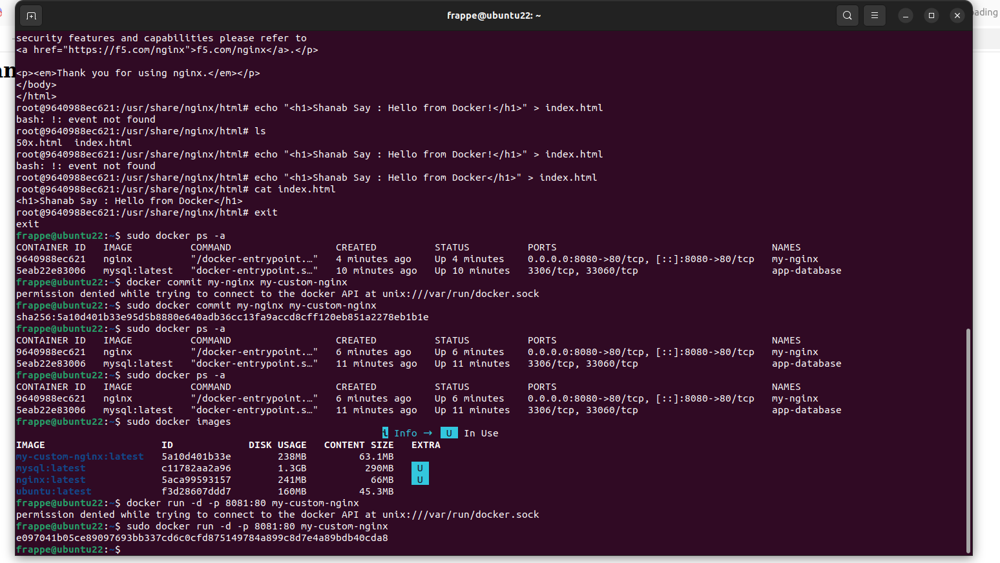 frappe@ubuntu22: ~
security features and capabilities please refer to
<a href="https://f5.com/nginx">f5.com/nginx</a>.</p>
<p><em>Thank you for using nginx.</em></p>
</body>
</html>
root@9640988ec621:/usr/share/nginx/html# echo "<h1>Shanab Say : Hello from Docker!</h1>" > index.html
bash: !: event not found
root@9640988ec621:/usr/share/nginx/html# ls
50x.html  index.html
root@9640988ec621:/usr/share/nginx/html# echo "<h1>Shanab Say : Hello from Docker!</h1>" > index.html
bash: !: event not found
root@9640988ec621:/usr/share/nginx/html# echo "<h1>Shanab Say : Hello from Docker</h1>" > index.html
root@9640988ec621:/usr/share/nginx/html# cat index.html
<h1>Shanab Say : Hello from Docker</h1>
root@9640988ec621:/usr/share/nginx/html# exit
exit
frappe@ubuntu22:~$ sudo docker ps -a
CONTAINER ID   IMAGE          COMMAND                  CREATED          STATUS          PORTS                                     NAMES
9640988ec621   nginx          "/docker-entrypoint.…"   4 minutes ago    Up 4 minutes    0.0.0.0:8080->80/tcp, [::]:8080->80/tcp   my-nginx
5eab22e83006   mysql:latest   "docker-entrypoint.s…"   10 minutes ago   Up 10 minutes   3306/tcp, 33060/tcp                       app-database
frappe@ubuntu22:~$ docker commit my-nginx my-custom-nginx
permission denied while trying to connect to the docker API at unix:///var/run/docker.sock
frappe@ubuntu22:~$ sudo docker commit my-nginx my-custom-nginx
sha256:5a10d401b33e95d5b8880e640adb36cc13fa9accd8cff120eb851a2278eb1b1e
frappe@ubuntu22:~$ sudo docker ps -a
CONTAINER ID   IMAGE          COMMAND                  CREATED          STATUS          PORTS                                     NAMES
9640988ec621   nginx          "/docker-entrypoint.…"   6 minutes ago    Up 6 minutes    0.0.0.0:8080->80/tcp, [::]:8080->80/tcp   my-nginx
5eab22e83006   mysql:latest   "docker-entrypoint.s…"   11 minutes ago   Up 11 minutes   3306/tcp, 33060/tcp                       app-database
frappe@ubuntu22:~$ sudo docker ps -a
CONTAINER ID   IMAGE          COMMAND                  CREATED          STATUS          PORTS                                     NAMES
9640988ec621   nginx          "/docker-entrypoint.…"   6 minutes ago    Up 6 minutes    0.0.0.0:8080->80/tcp, [::]:8080->80/tcp   my-nginx
5eab22e83006   mysql:latest   "docker-entrypoint.s…"   11 minutes ago   Up 11 minutes   3306/tcp, 33060/tcp                       app-database
frappe@ubuntu22:~$ sudo docker images
i Info →  U  In Use
IMAGE                    ID             DISK USAGE   CONTENT SIZE   EXTRA
my-custom-nginx:latest   5a10d401b33e        238MB         63.1MB
mysql:latest             c11782aa2a96        1.3GB          290MB    U
nginx:latest             5aca99593157        241MB           66MB    U
ubuntu:latest            f3d28607ddd7        160MB         45.3MB
frappe@ubuntu22:~$ docker run -d -p 8081:80 my-custom-nginx
permission denied while trying to connect to the docker API at unix:///var/run/docker.sock
frappe@ubuntu22:~$ sudo docker run -d -p 8081:80 my-custom-nginx
e097041b05ce89097693bb337cd6c0cfd875149784a899c8d7e4a89bdb40cda8
frappe@ubuntu22:~$